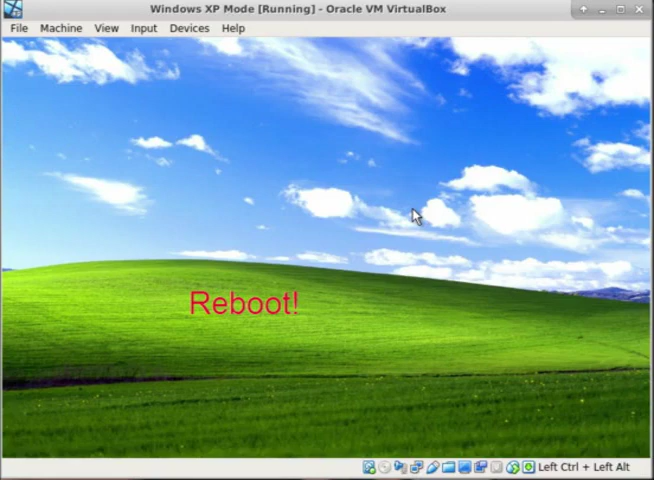 Windows XP Mode [Running] - Oracle VM VirtualBox
File Machine View Input Devices Help
Reboot!
Left Ctrl + Left Alt